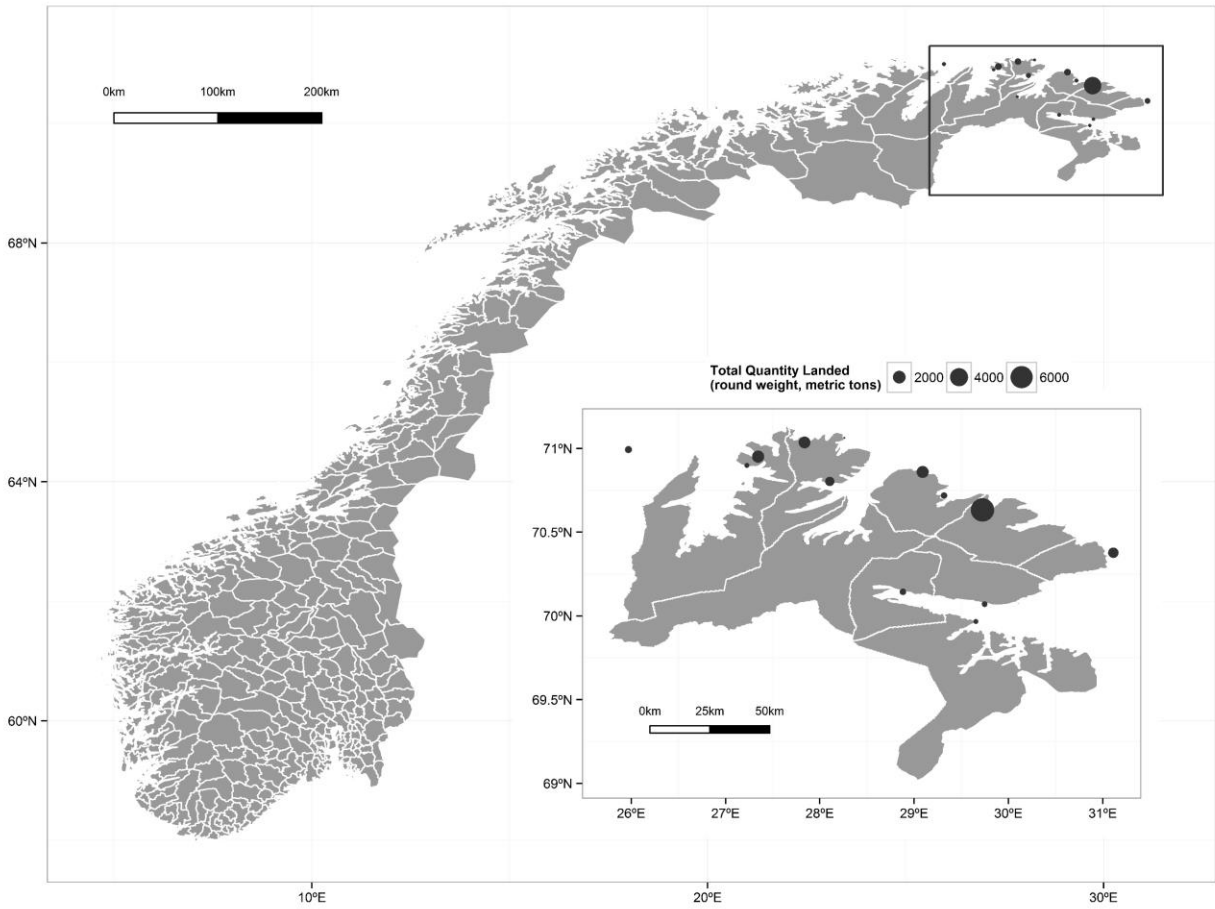 0km 100km 200km
68ºN
64ºN
60ºN
10ºE 20ºE 30ºE
Total Quantity Landed
(round weight, metric tons) 2000 4000 6000
71ºN
70.5ºN
70ºN
69.5ºN
69ºN
0km 25km 50km
26ºE 27ºE 28ºE 29ºE 30ºE 31ºE